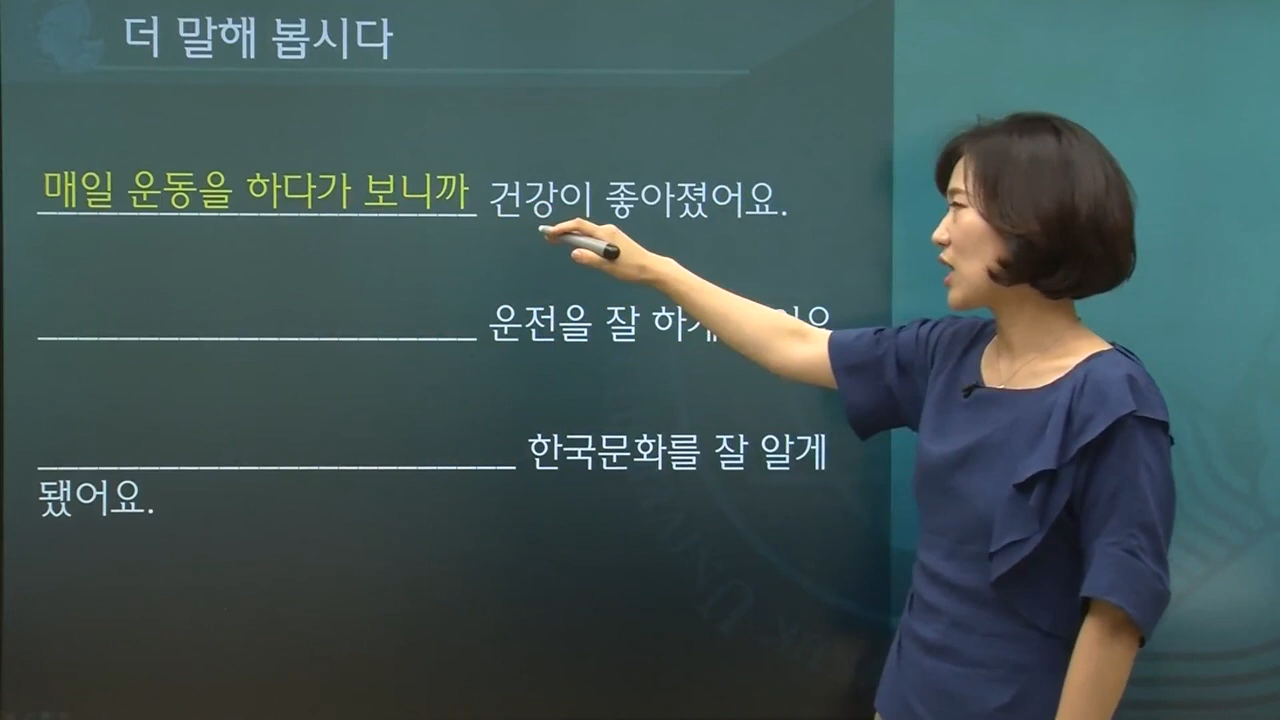 더 말해 봅시다
매일 운동을 하다가 보니까 건강이 좋아졌어요.
운전을 잘
한국문화를 잘 알게
됐어요.